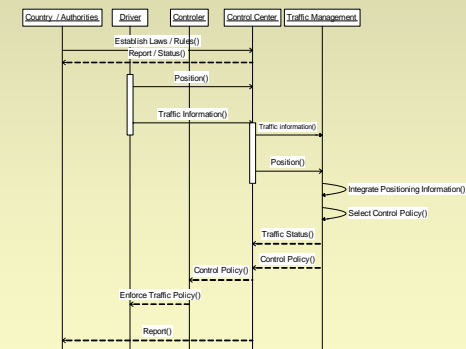 Country / Authorities
Driver
Controler
Control Center
Traffic Management
Establish Laws / Rules()
Report / Status()
Position()
Traffic Information()
Traffic information()
Position()
Integrate Positioning Information()
Select Control Policy()
Traffic Status()
Control Policy()
Control Policy()
Enforce Traffic Policy()
Report()